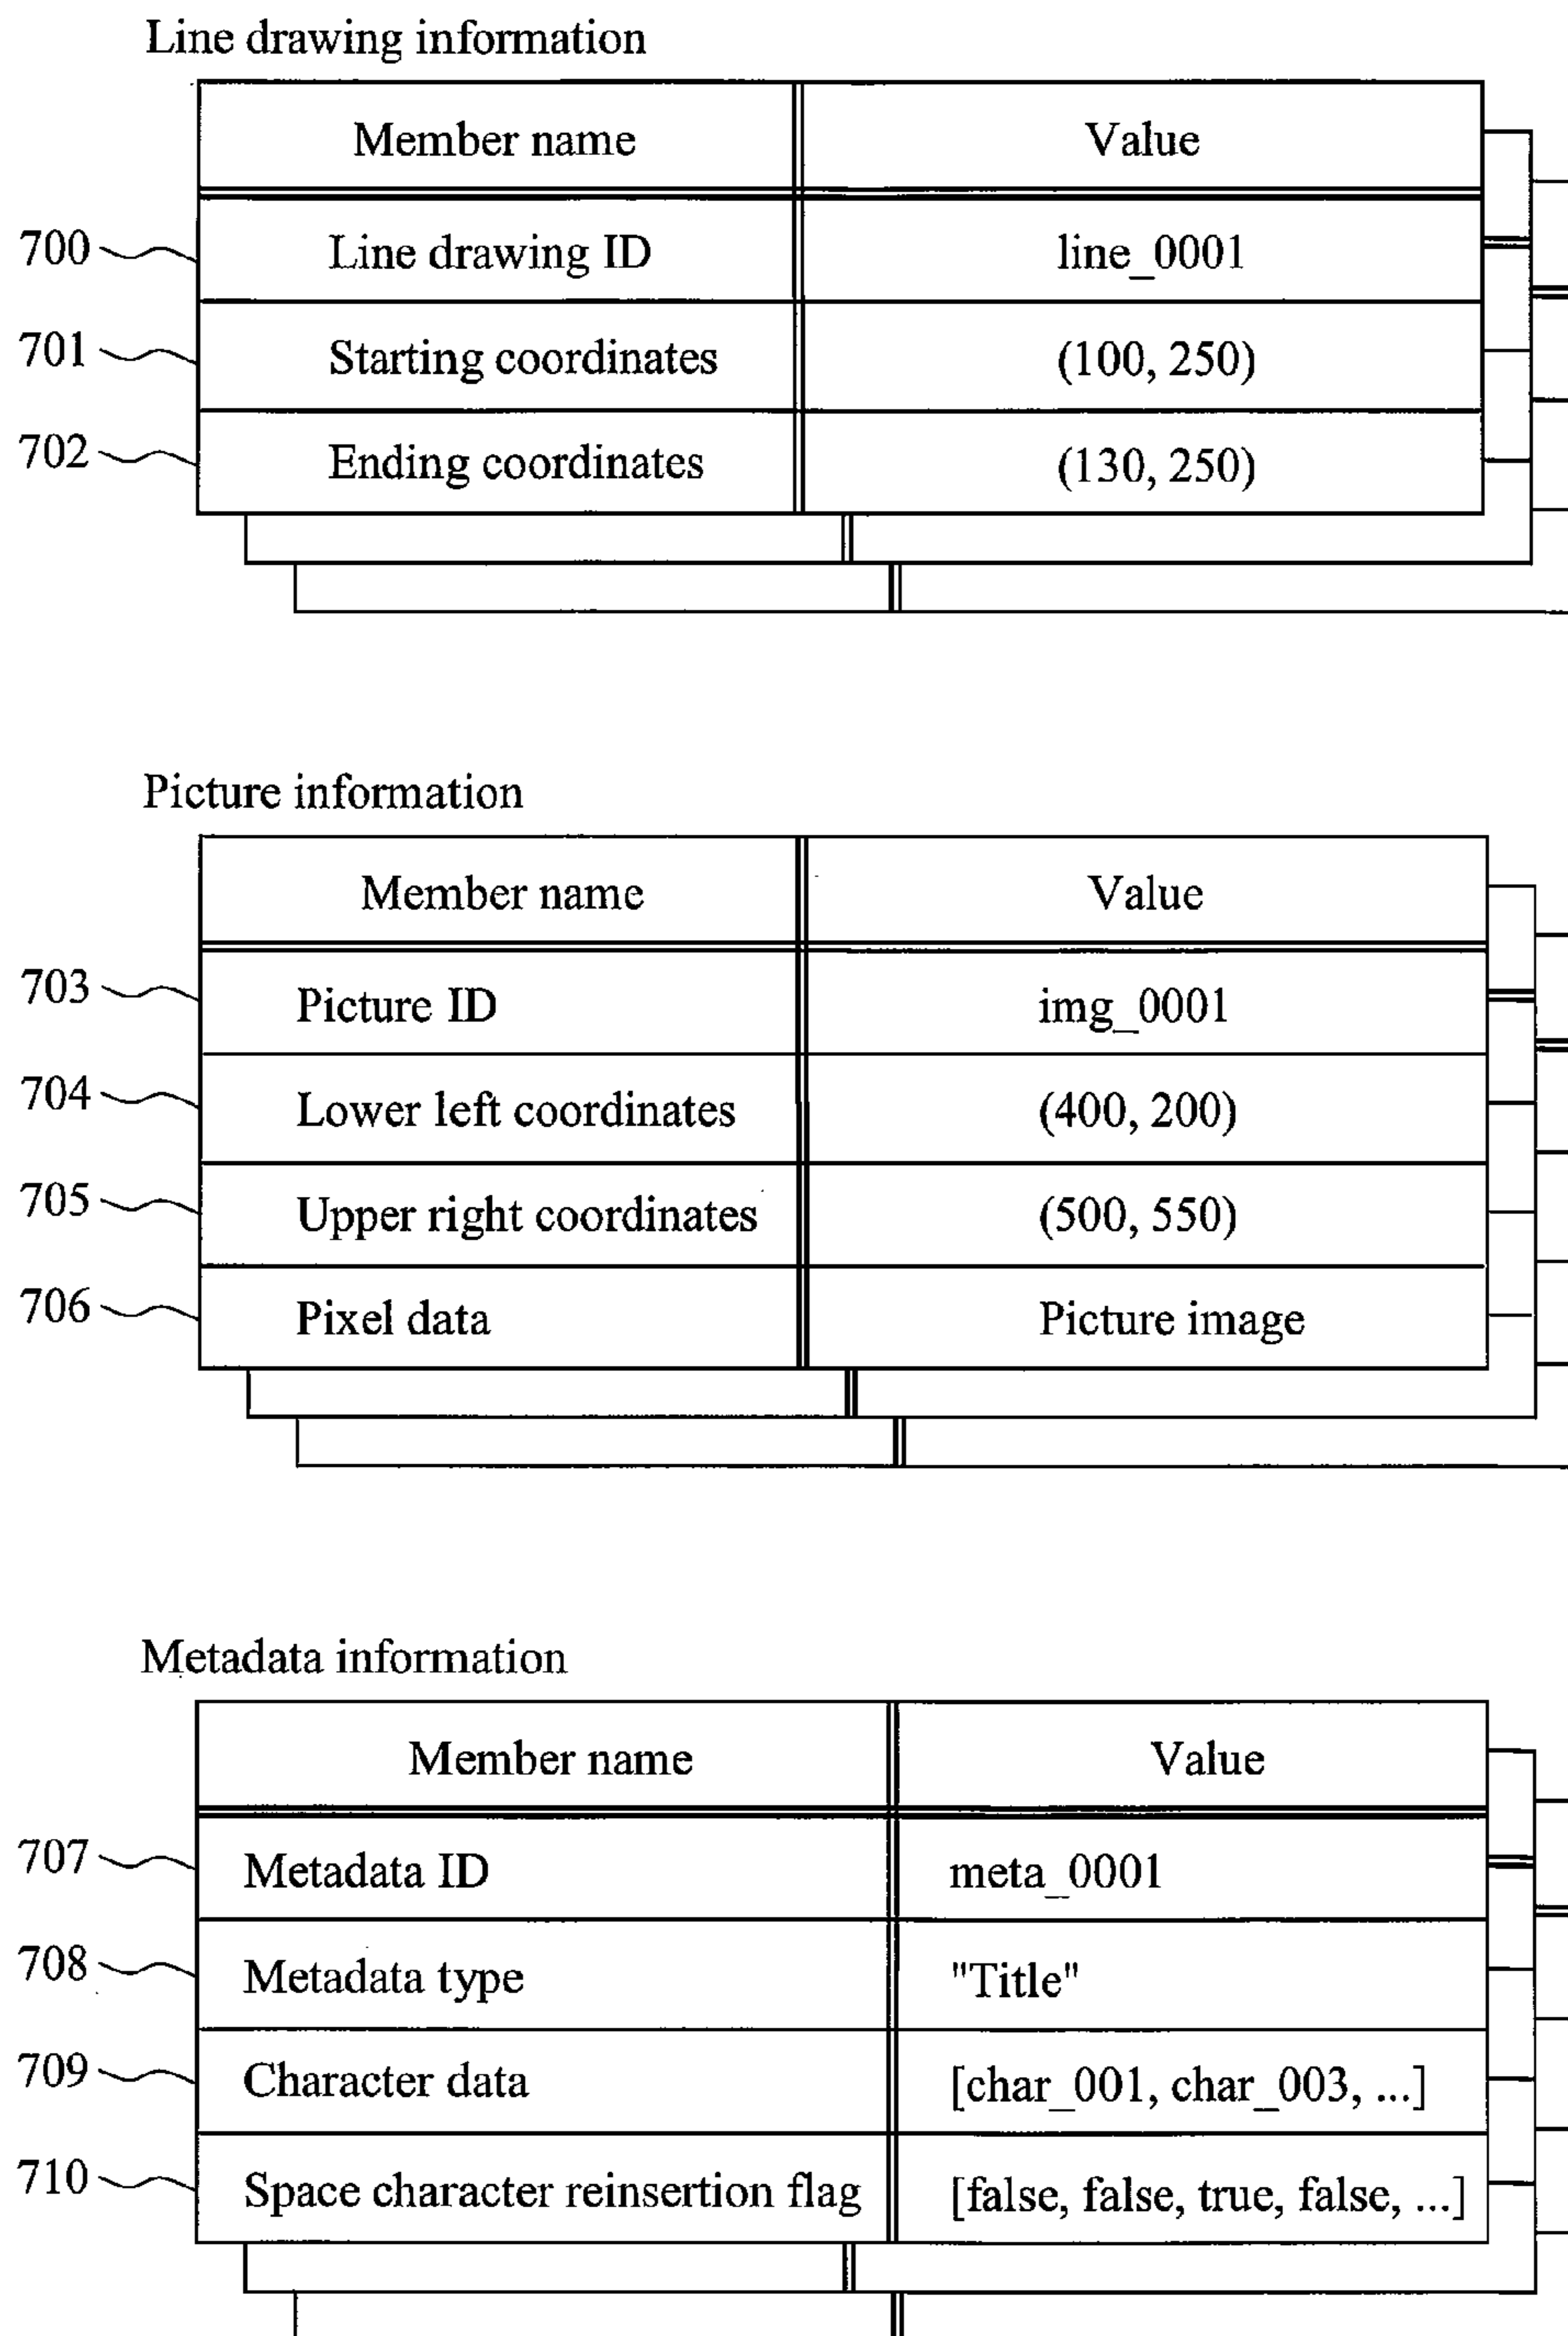 Line drawing information
Member name Value
700 Line drawing ID line_0001
701 Starting coordinates (100, 250)
702 Ending coordinates (130, 250)
Picture information
Member name Value
703 Picture ID img_0001
704 Lower left coordinates (400, 200)
705 Upper right coordinates (500, 550)
706 Pixel data Picture image
Metadata information
Member name Value
707 Metadata ID meta_0001
708 Metadata type "Title"
709 Character data [char_001, char_003, ...]
710 Space character reinsertion flag [false, false, true, false, ...]